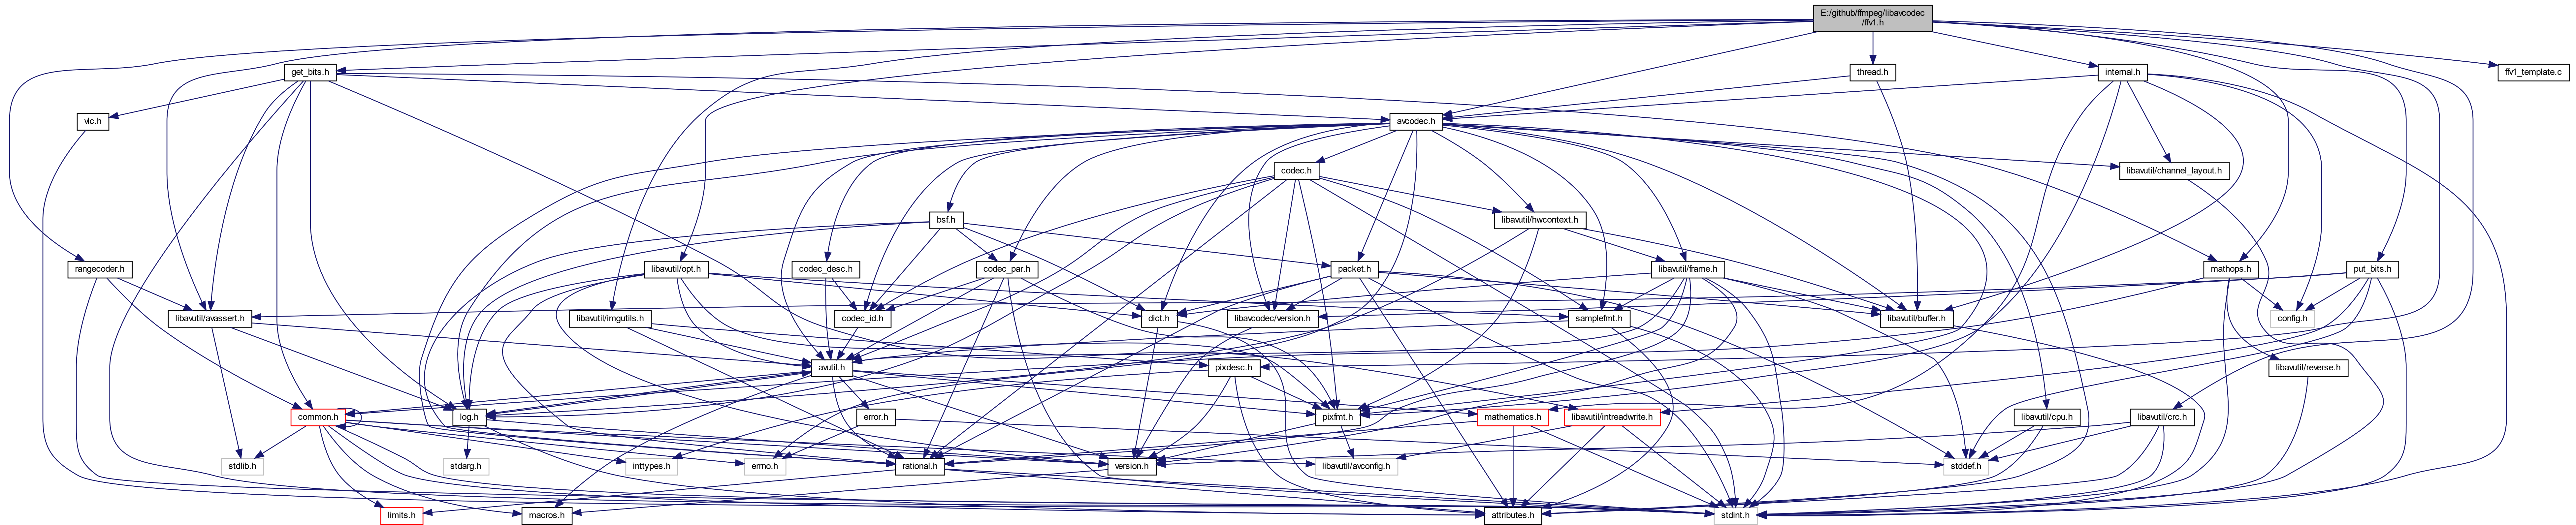 E:/github/ffmpeg/libavcodec
/ffv1.h
get_bits.h
thread.h
internal.h
ffv1_template.c
vlc.h
avcodec.h
codec.h
libavutil/channel_layout.h
bsf.h
libavutil/hwcontext.h
rangecoder.h
libavutil/opt.h
codec_desc.h
codec_par.h
packet.h
libavutil/frame.h
mathops.h
put_bits.h
libavutil/avassert.h
libavutil/imgutils.h
codec_id.h
dict.h
libavcodec/version.h
samplefmt.h
libavutil/buffer.h
config.h
avutil.h
pixdesc.h
libavutil/reverse.h
common.h
log.h
error.h
pixfmt.h
mathematics.h
libavutil/intreadwrite.h
libavutil/cpu.h
libavutil/crc.h
stdlib.h
stdarg.h
inttypes.h
errno.h
rational.h
version.h
libavutil/avconfig.h
stddef.h
limits.h
macros.h
attributes.h
stdint.h